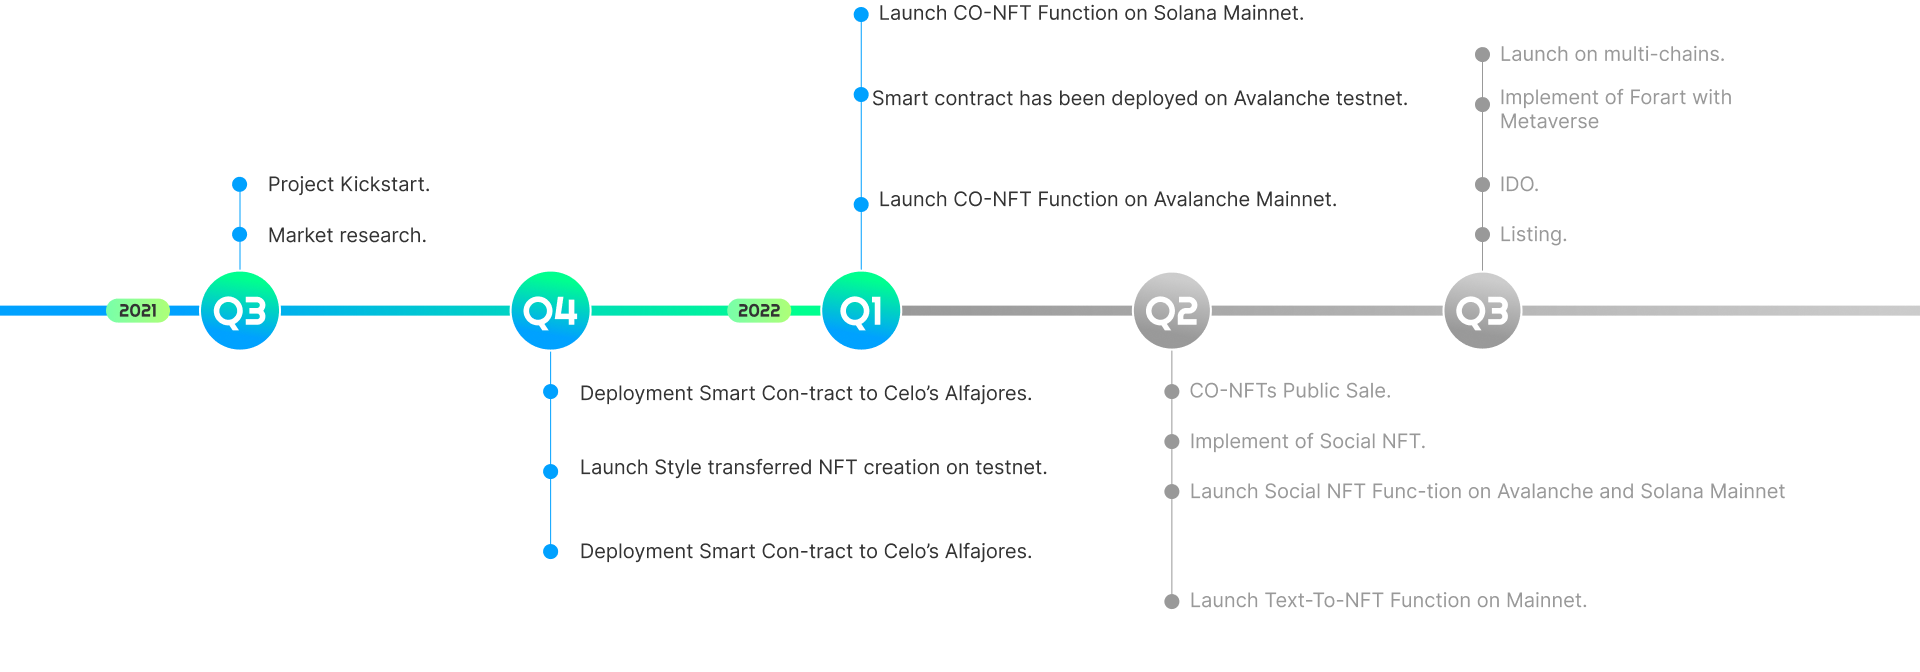 Launch CO-NFT Function on Solana Mainnet.
Smart contract has been deployed on Avalanche testnet.
Launch CO-NFT Function on Avalanche Mainnet.
Launch on multi-chains.
Implement of Forart with
Metaverse
IDO.
Listing.
Project Kickstart.
Market research.
2021
Q3
Q4
2022
Q1
Q2
Q3
Deployment Smart Con-tract to Celo’s Alfajores.
Launch Style transferred NFT creation on testnet.
Deployment Smart Con-tract to Celo’s Alfajores.
CO-NFTs Public Sale.
Implement of Social NFT.
Launch Social NFT Func-tion on Avalanche and Solana Mainnet
Launch Text-To-NFT Function on Mainnet.